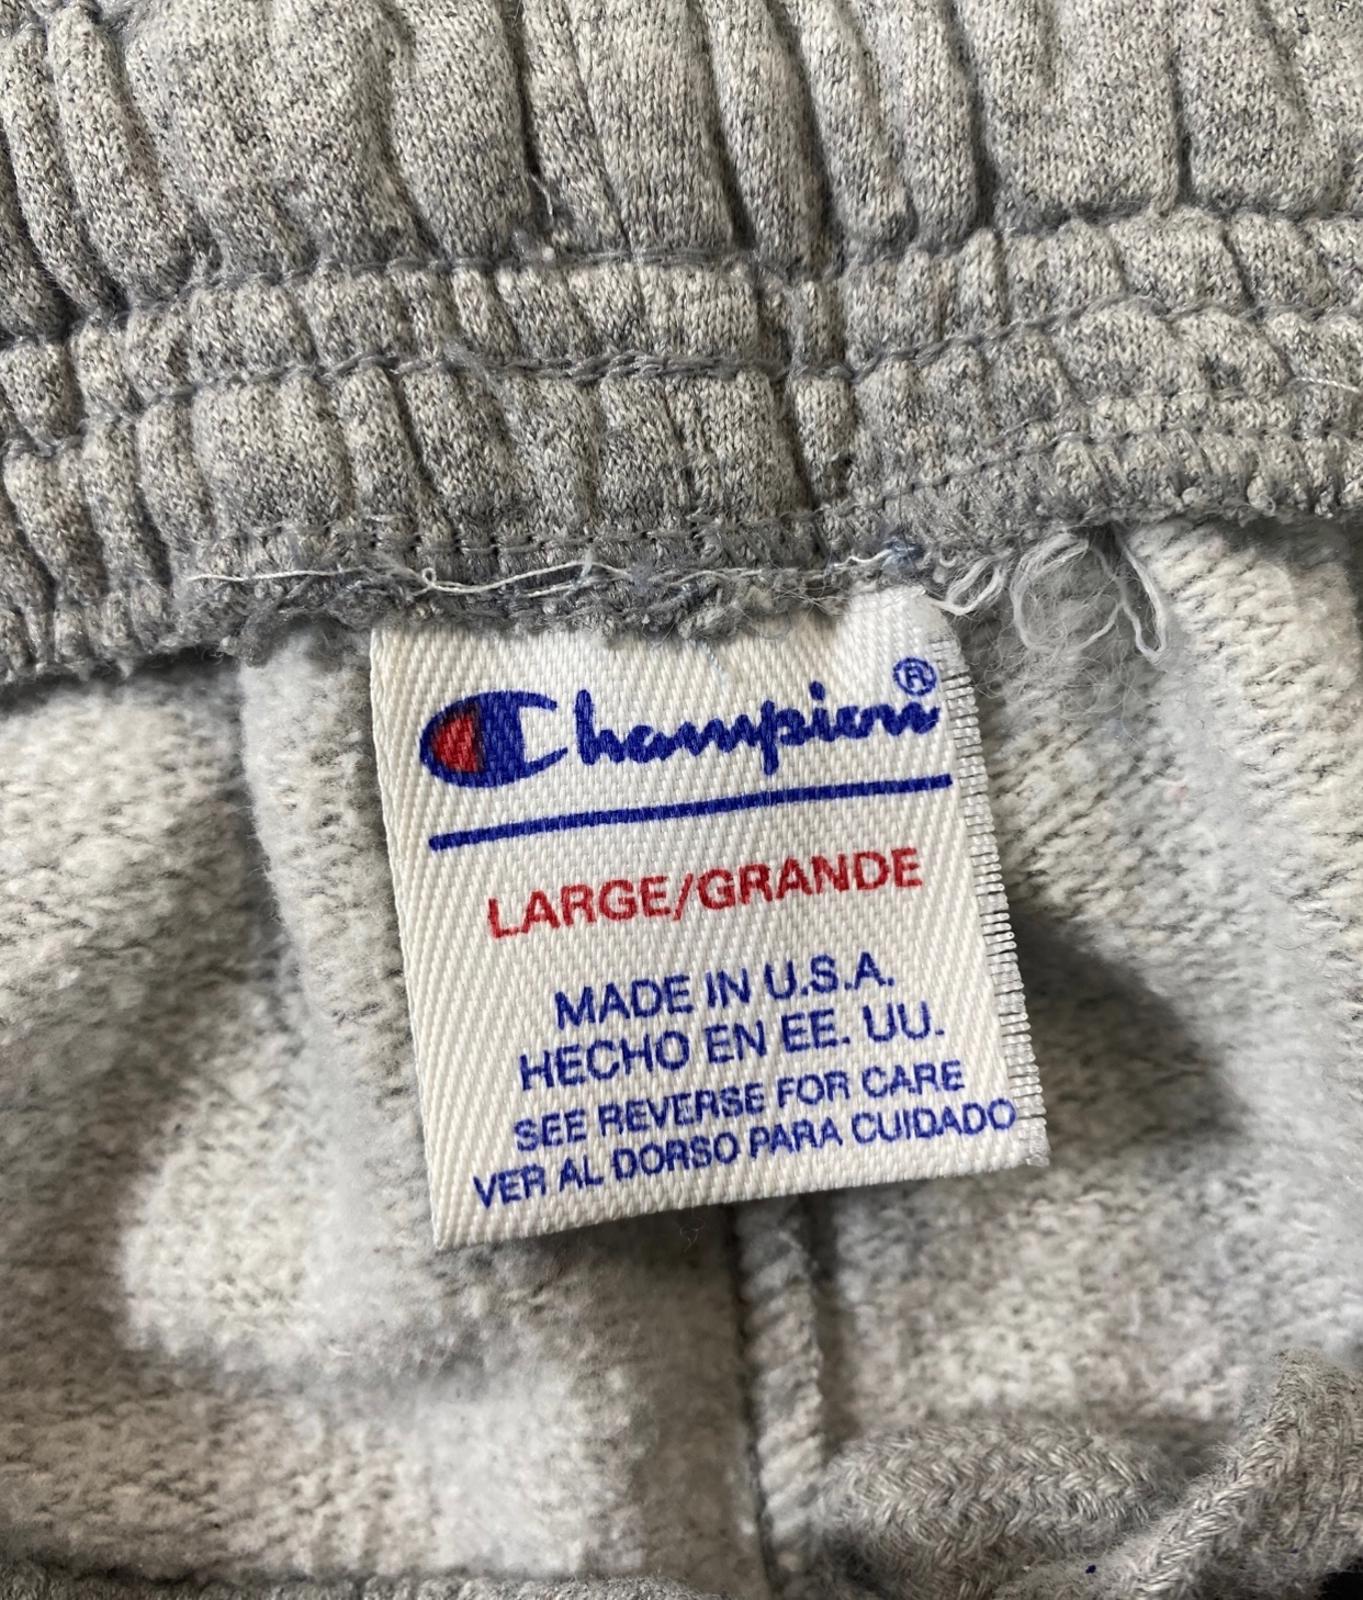 Champion®
LARGE/GRANDE
MADE IN U.S.A.
HECHO EN EE. UU.
SEE REVERSE FOR CARE
VER AL DORSO PARA CUIDADO